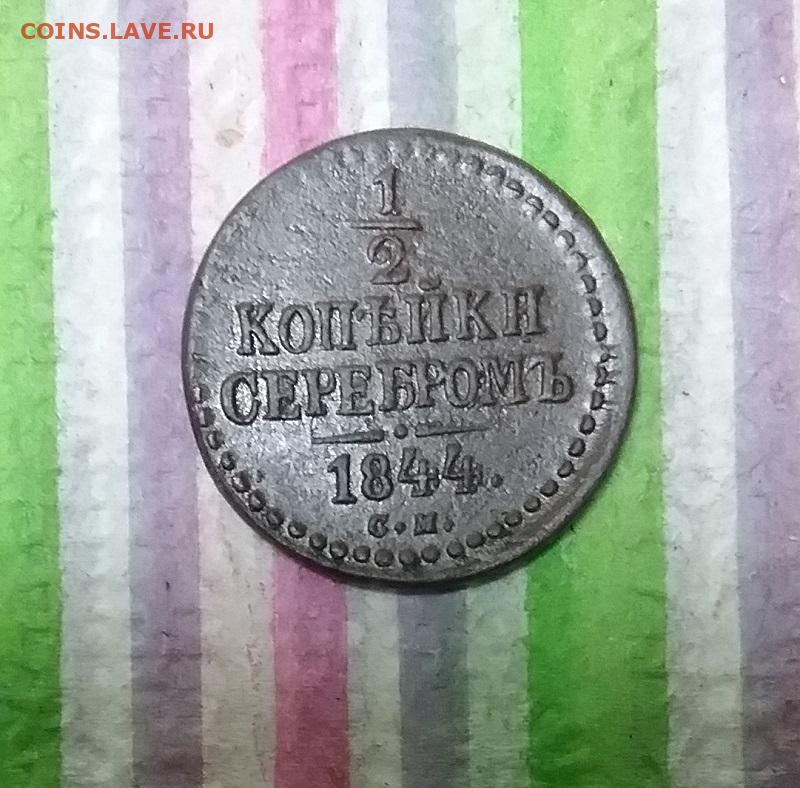 COINS.LAVE.RU
1
2
КОПѢЙКИ
СЕРЕБРОМЪ
1844.
С.М.